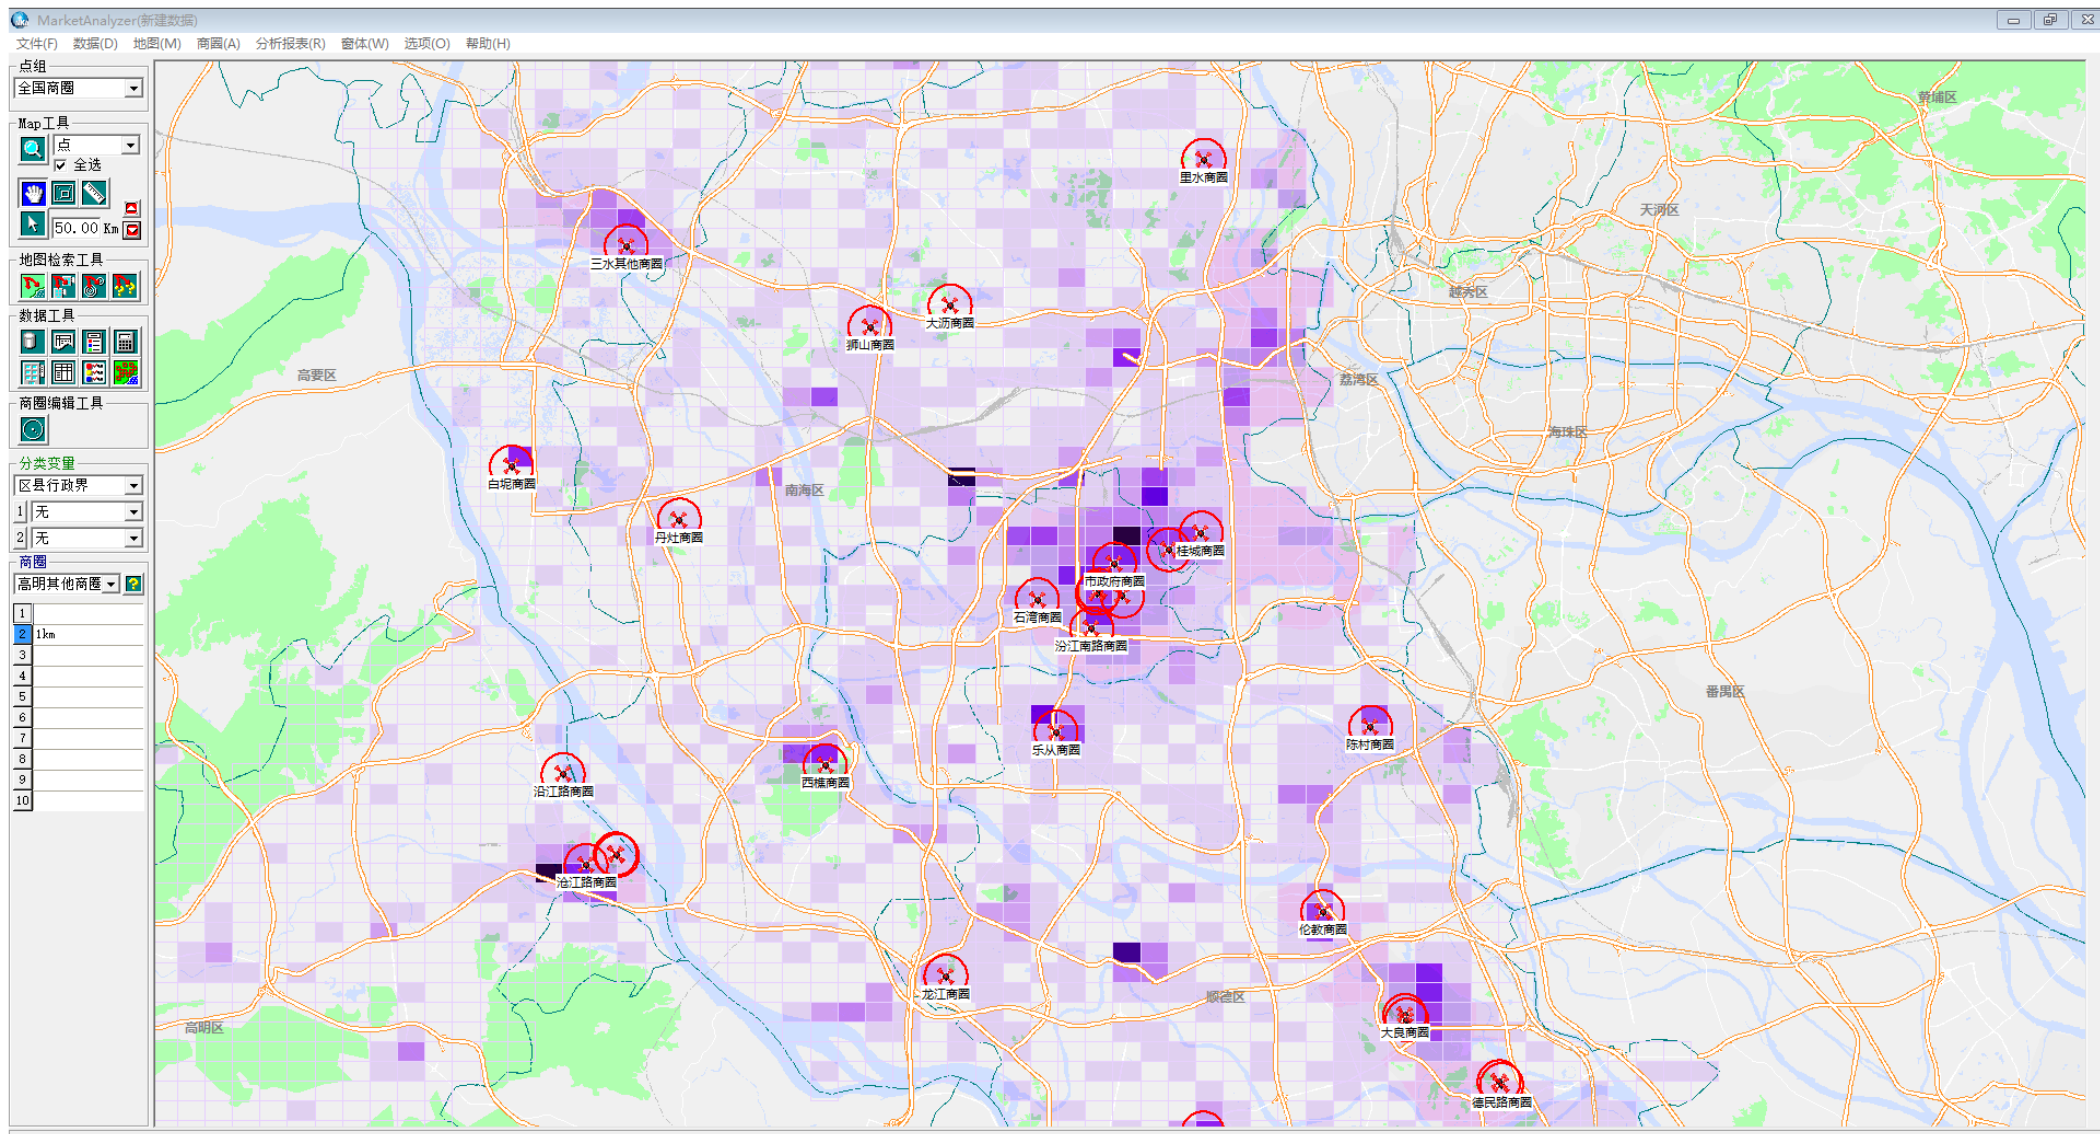 MarketAnalyzer(新建数据)
文件(F) 数据(D) 地图(M) 商圈(A) 分析报表(R) 窗体(W) 选项(O) 帮助(H)
点组
全国商圈
Map工具
点
全选
50.00 Km
地图检索工具
数据工具
商圈编辑工具
分类变量
区县行政界
1 无
2 无
商圈
高明其他商圈
1
2 1km
3
4
5
6
7
8
9
10
黄埔区
里水商圈
天河区
三水其他商圈
越秀区
大沥商圈
狮山商圈
高要区
荔湾区
海珠区
白坭商圈
南海区
丹灶商圈
桂城商圈
市政府商圈
石湾商圈
汾江南路商圈
番禺区
乐从商圈
陈村商圈
西樵商圈
沿江路商圈
沧江路商圈
伦教商圈
龙江商圈
顺德区
高明区
大良商圈
德民路商圈